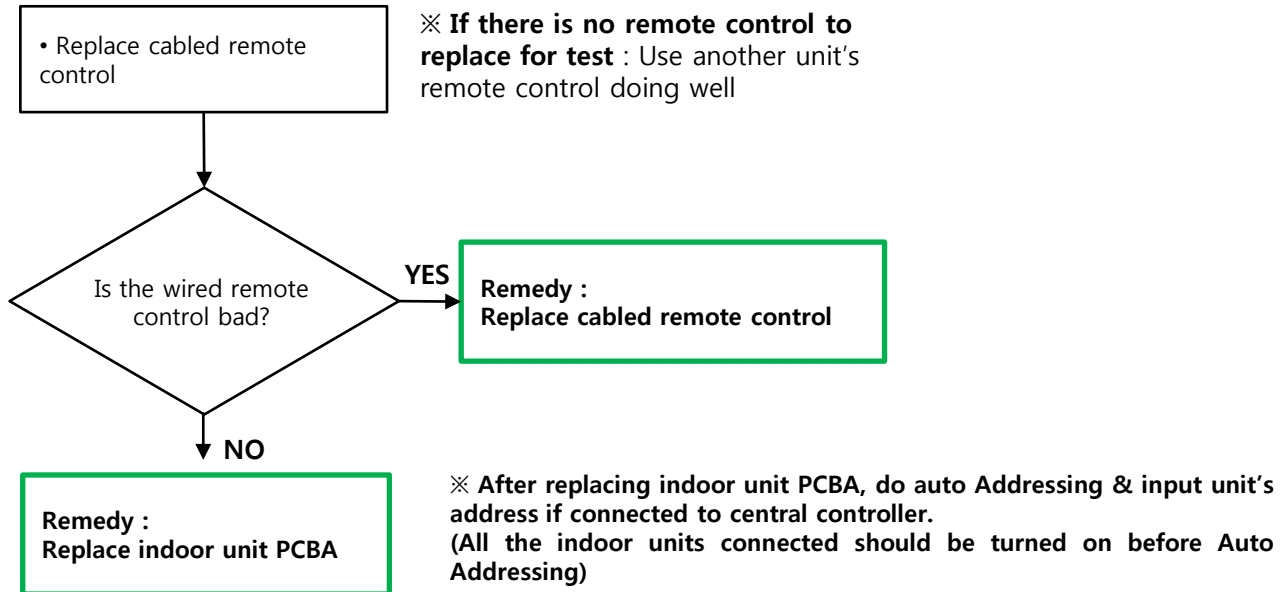 • Replace cabled remote
control
※ If there is no remote control to
replace for test : Use another unit's
remote control doing well
Is the wired remote
control bad?
YES
Remedy :
Replace cabled remote control
NO
Remedy :
Replace indoor unit PCBA
※ After replacing indoor unit PCBA, do auto Addressing & input unit's
address if connected to central controller.
(All the indoor units connected should be turned on before Auto
Addressing)